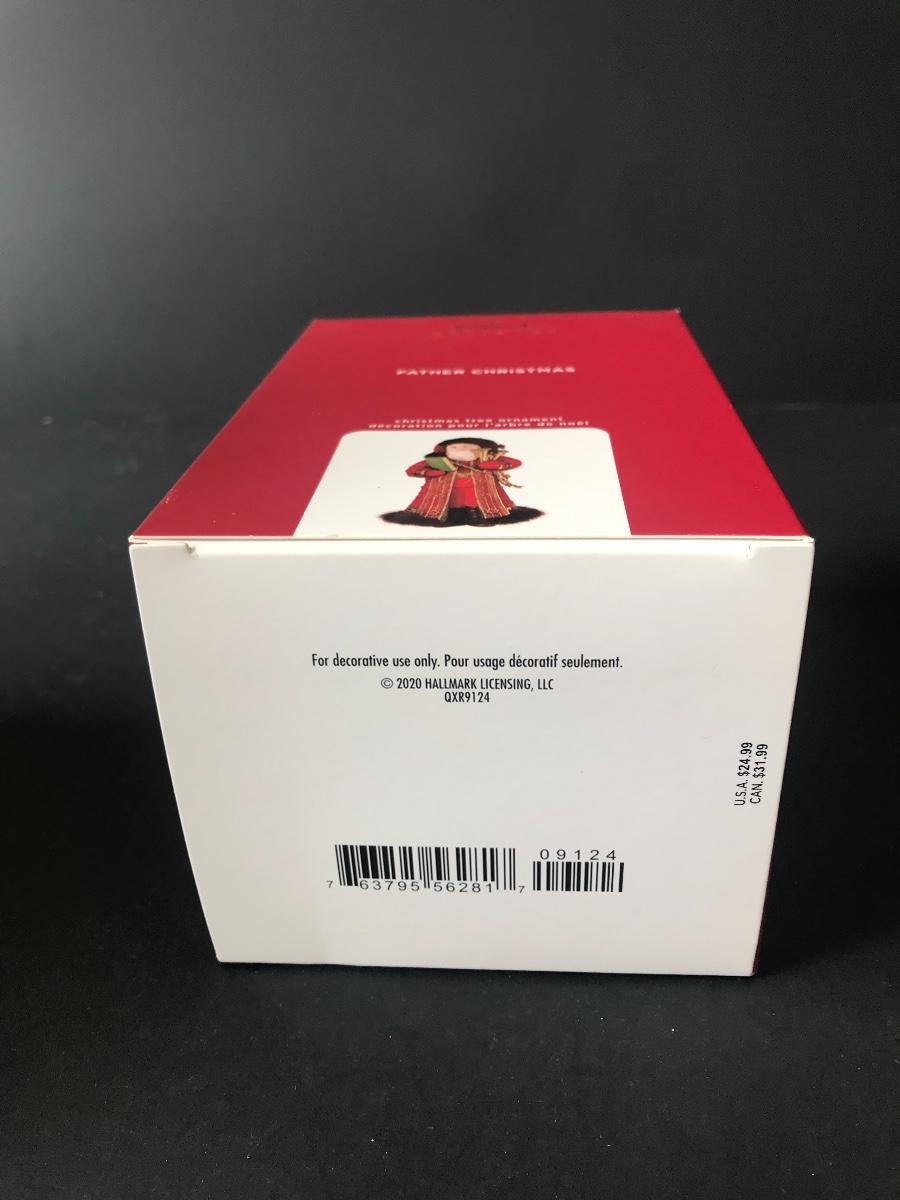 FATHER CHRISTMAS
christmas tree ornament
décoration pour l'arbre de noël
For decorative use only. Pour usage décoratif seulement.
© 2020 HALLMARK LICENSING, LLC
QXR9124
U.S.A. $24.99
CAN. $31.99
09124
7 63795 56281 7